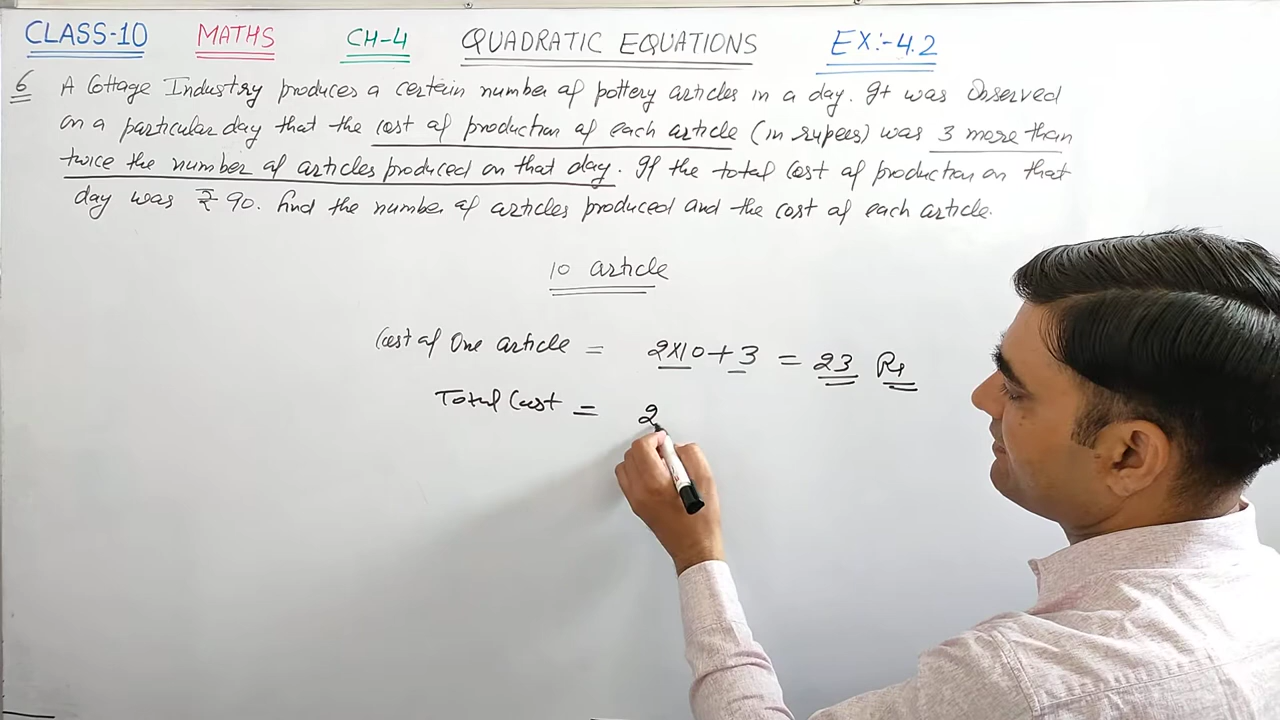 CLASS-10 MATHS CH-4 QUADRATIC EQUATIONS EX:-4.2
6 A Cottage Industry produces a certein number of pottery articles in a day. It was Observed
on a particular day that the cost of production of each article (in rupees) was 3 more than
twice the number of articles produced on that day. If the total cost of production on that
day was ₹ 90. find the number of articles produced and the cost of each article.
10 article
Cost of One article = 2×10+3 = 23 Rs
Total Cost = 2